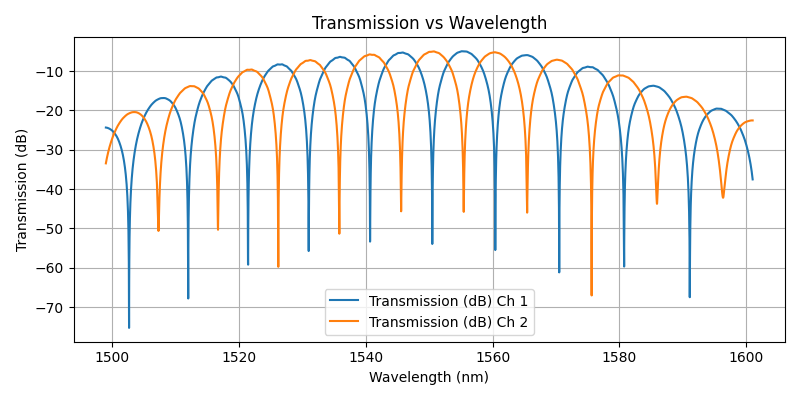 Transmission vs Wavelength
Transmission (dB)
−10
−20
−30
−40
−50
−60
−70
Transmission (dB) Ch 1
Transmission (dB) Ch 2
1500 1520 1540 1560 1580 1600
Wavelength (nm)